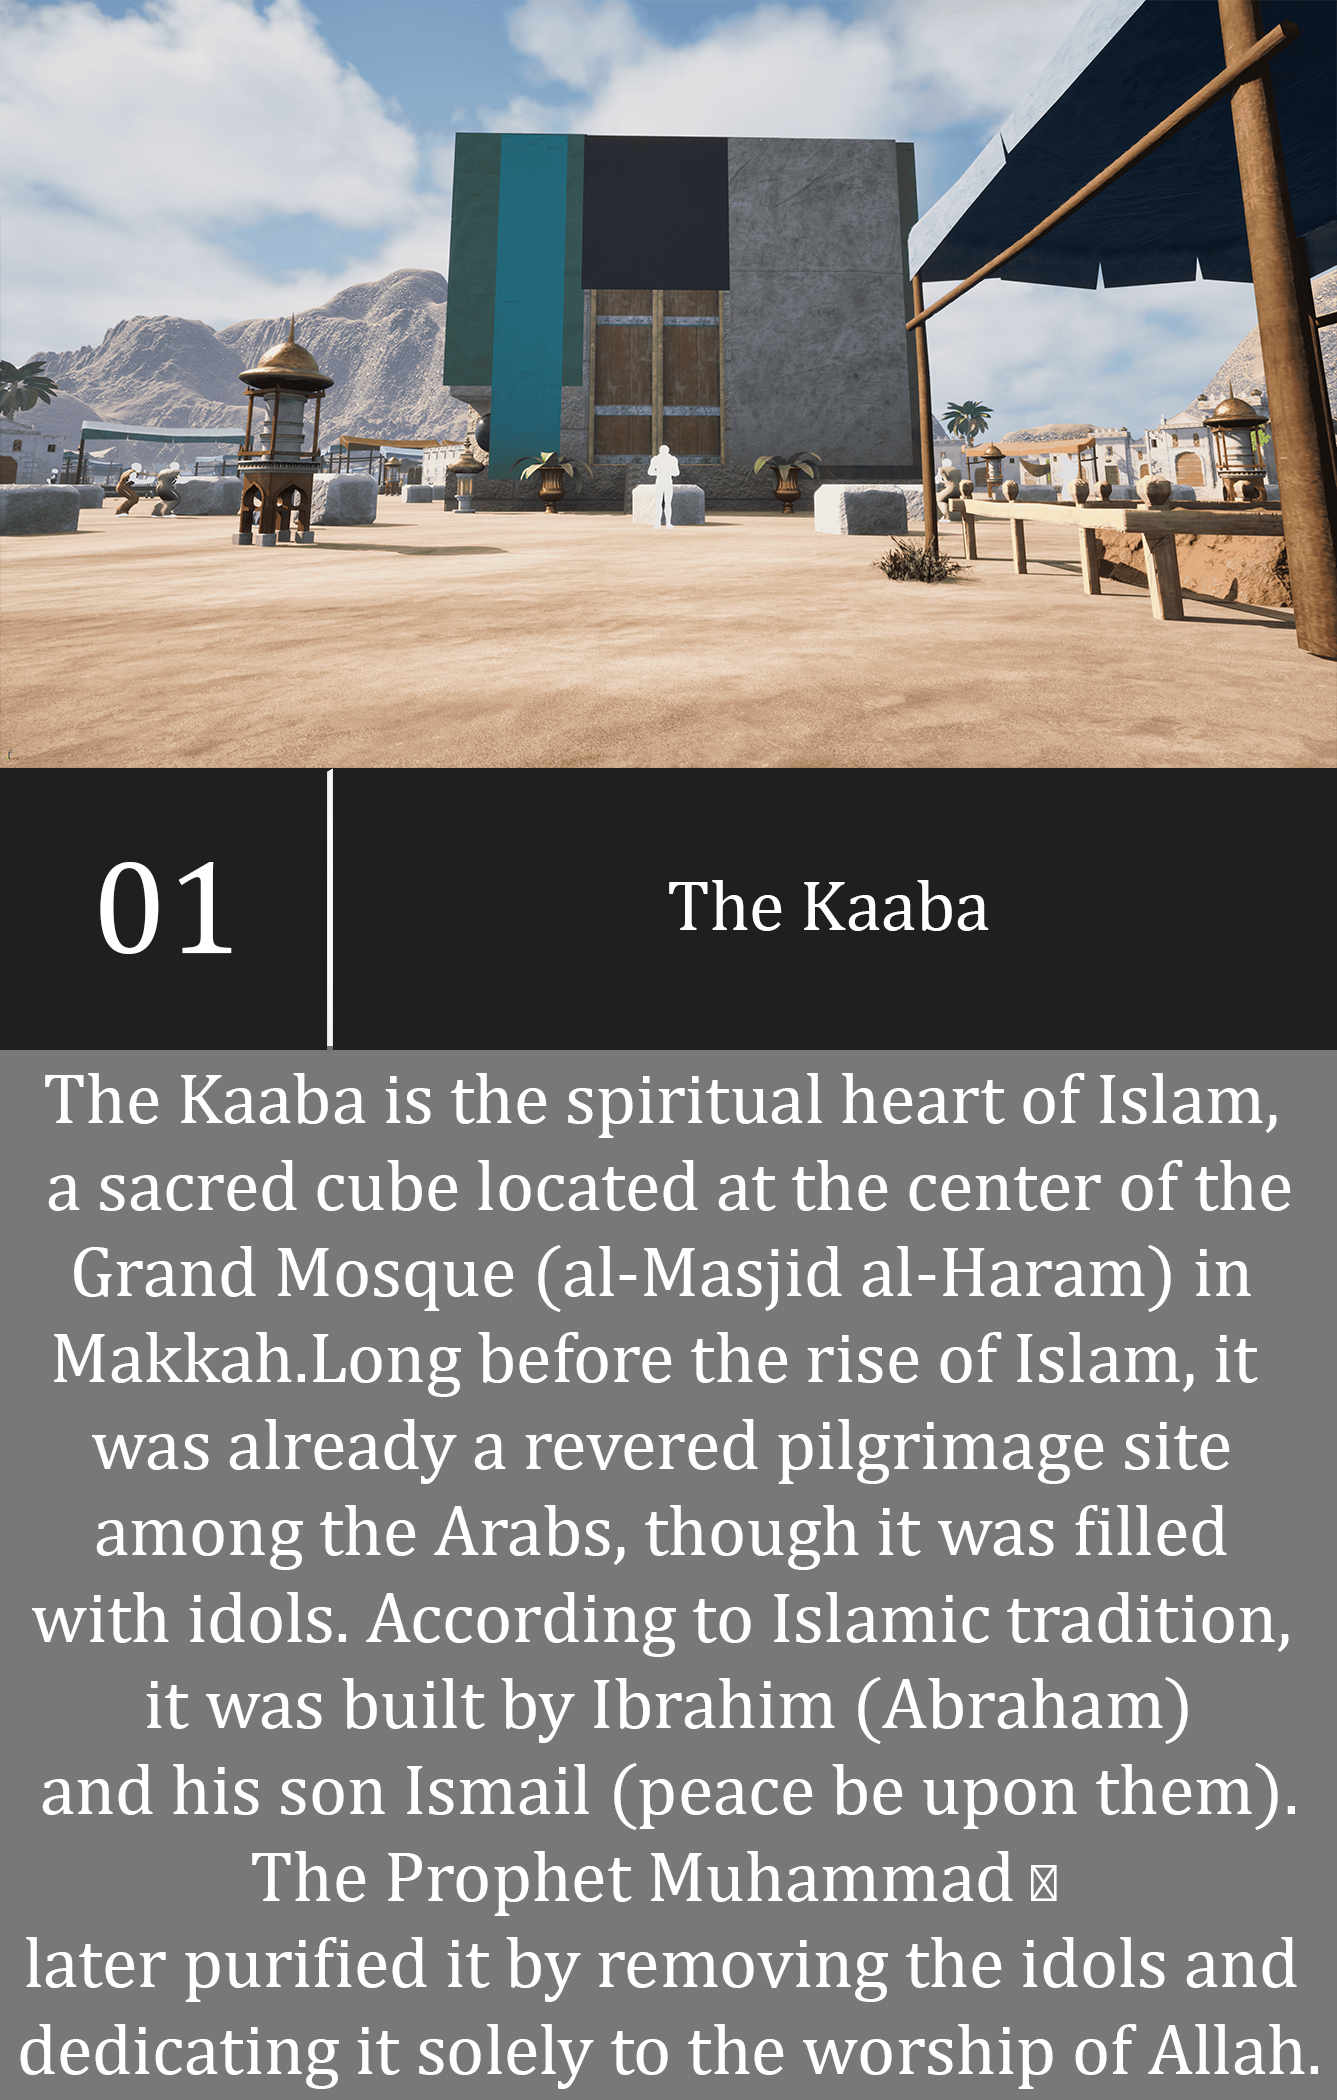 01
The Kaaba
The Kaaba is the spiritual heart of Islam,
a sacred cube located at the center of the
Grand Mosque (al-Masjid al-Haram) in
Makkah.Long before the rise of Islam, it
was already a revered pilgrimage site
among the Arabs, though it was filled
with idols. According to Islamic tradition,
it was built by Ibrahim (Abraham)
and his son Ismail (peace be upon them).
The Prophet Muhammad
later purified it by removing the idols and
dedicating it solely to the worship of Allah.